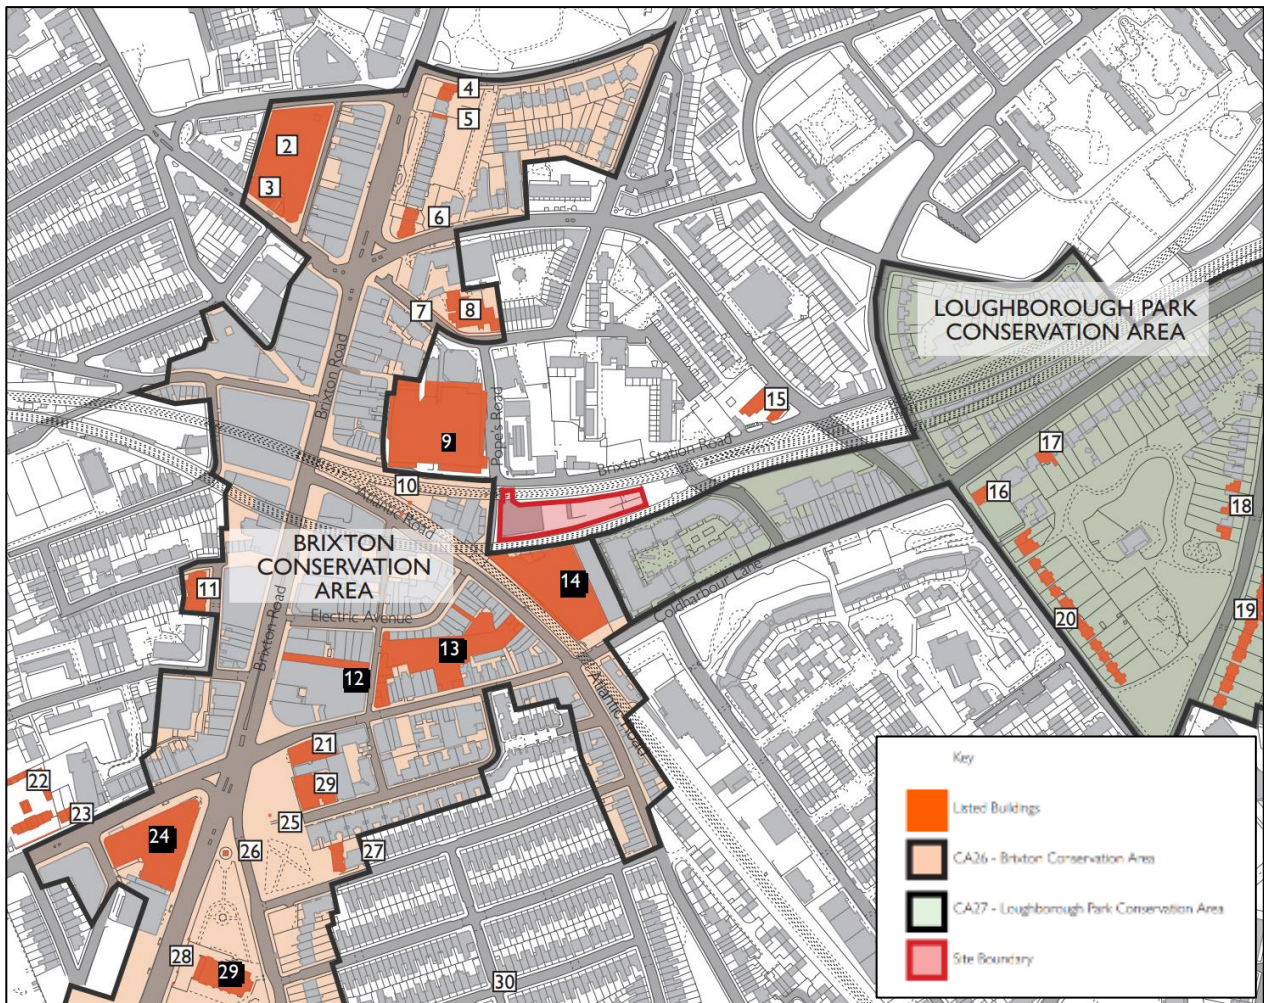 4
5
2
3
6
7
8
LOUGHBOROUGH PARK
CONSERVATION AREA
Brixton Road
Pope's Road
15
9
Brixton Station Road
17
10
16
18
Atlantic Road
BRIXTON
CONSERVATION
AREA
11
14
Coldharbour Lane
Electric Avenue
20
19
Brixton Road
13
12
Atlantic Road
21
29
22
23
25
24
26
27
28
29
30
Key
Listed Buildings
CA26 - Brixton Conservation Area
CA27 - Loughborough Park Conservation Area
Site Boundary